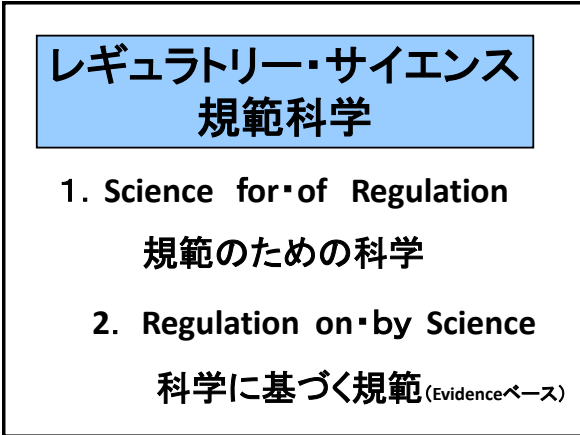 レギュラトリー・サイエンス
規範科学
１．Science for・of Regulation
規範のための科学
2． Regulation on・by Science
科学に基づく規範(Evidenceベース)